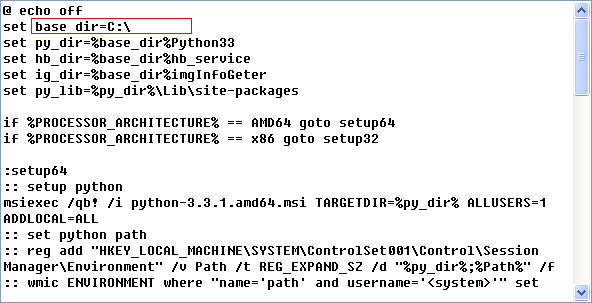 @ echo off
set base_dir=C:\
set py_dir=%base_dir%Python33
set hb_dir=%base_dir%hb_service
set ig_dir=%base_dir%imgInfoGeter
set py_lib=%py_dir%\Lib\site-packages
if %PROCESSOR_ARCHITECTURE% == AMD64 goto setup64
if %PROCESSOR_ARCHITECTURE% == x86 goto setup32
:setup64
:: setup python
msiexec /qb! /i python-3.3.1.amd64.msi TARGETDIR=%py_dir% ALLUSERS=1
ADDLOCAL=ALL
:: set python path
:: reg add "HKEY_LOCAL_MACHINE\SYSTEM\ControlSet001\Control\Session
Manager\Environment" /v Path /t REG_EXPAND_SZ /d "%py_dir%;%Path%" /f
:: wmic ENVIRONMENT where "name='path' and username='<system>'" set